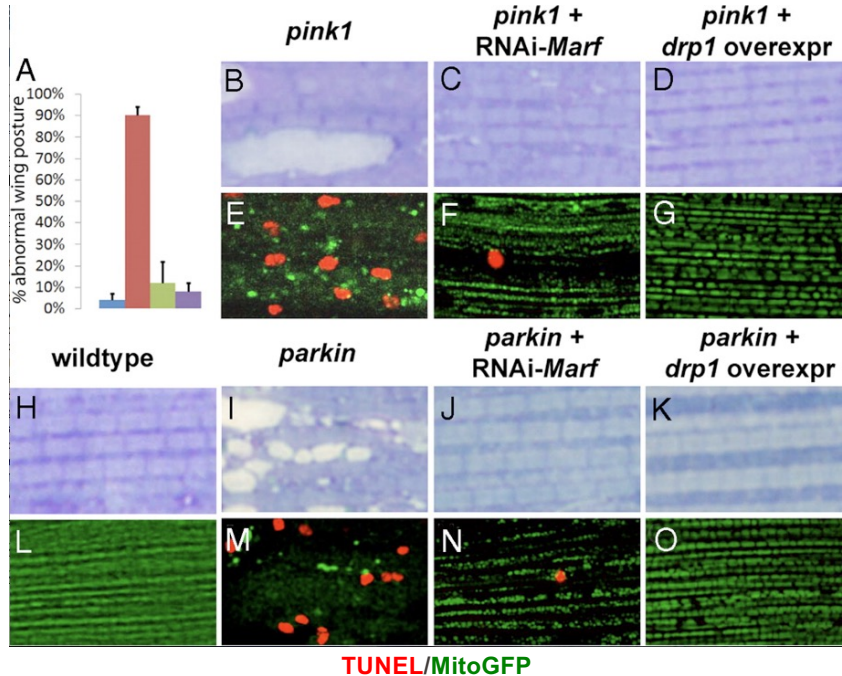 pink1
pink1 +
RNAi-Marf
pink1 +
drp1 overexpr
A
% abnormal wing posture
100%
90%
80%
70%
60%
50%
40%
30%
20%
10%
0%
B
C
D
E
F
G
wildtype
parkin
parkin +
RNAi-Marf
parkin +
drp1 overexpr
H
I
J
K
L
M
N
O
TUNEL/MitoGFP